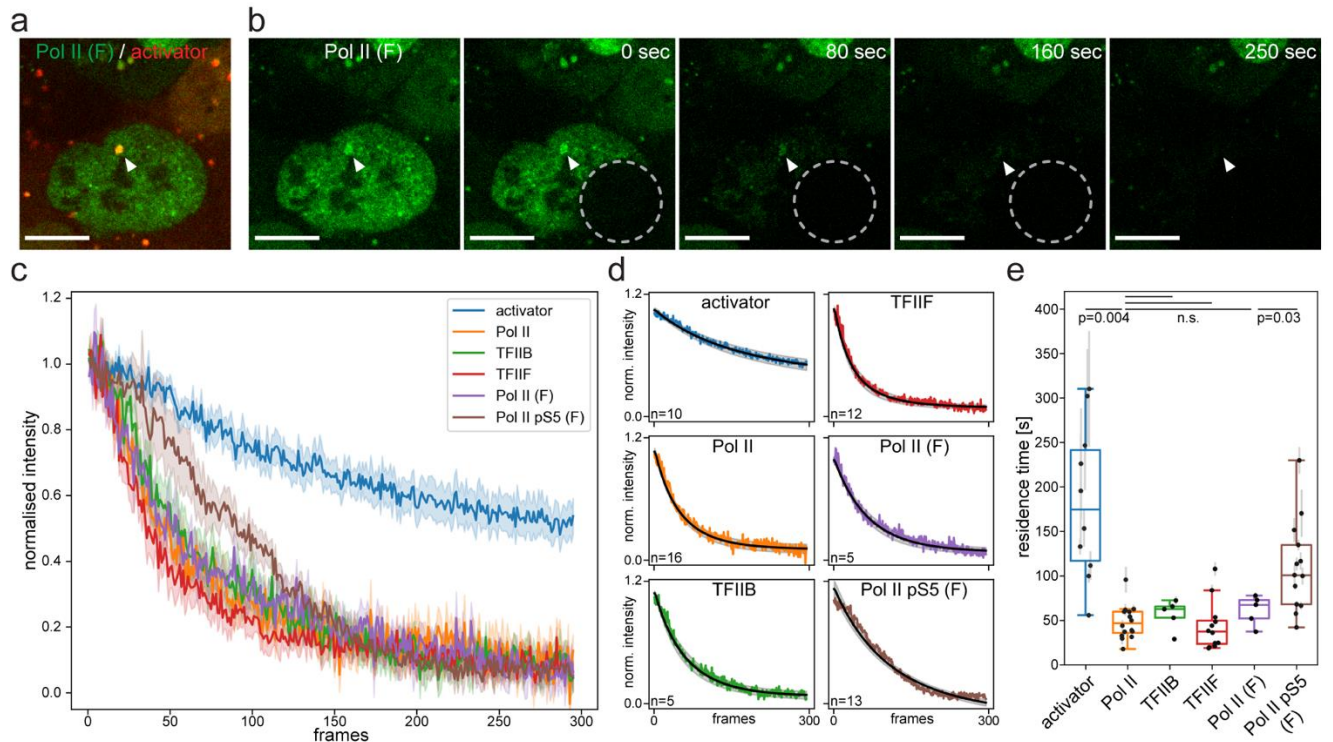 a
Pol II (F) / activator
b
Pol II (F)
0 sec
80 sec
160 sec
250 sec
c
1.2
1.0
0.8
0.6
0.4
0.2
0.0
normalised intensity
0
50
100
150
200
250
300
frames
activator
Pol II
TFIIB
TFIIF
Pol II (F)
Pol II pS5 (F)
d
1.2
norm. intensity
0.0
activator
n=10
TFIIF
n=12
1.2
norm. intensity
0.0
Pol II
n=16
Pol II (F)
n=5
1.2
norm. intensity
0.0
TFIIB
n=5
Pol II pS5 (F)
n=13
0
frames
300
0
frames
300
e
400
350
300
250
200
150
100
50
0
residence time [s]
p=0.004
n.s.
p=0.03
activator
Pol II
TFIIB
TFIIF
Pol II (F)
Pol II pS5
(F)